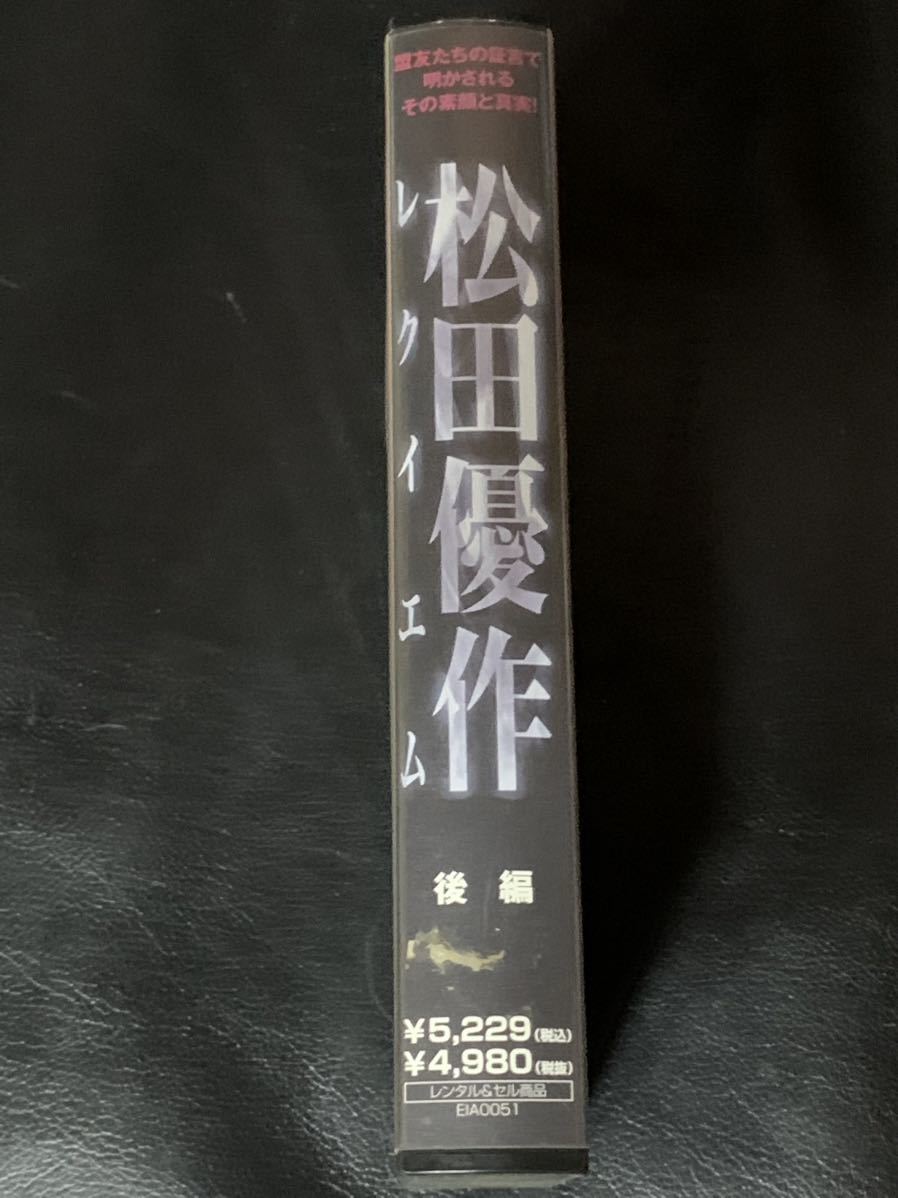 盟友たちの証言で
明かされる
その素顔と真実!
松田優作
レクイエム
後編
¥5,229(税込)
¥4,980(税抜)
レンタル&セル商品
EIA0051